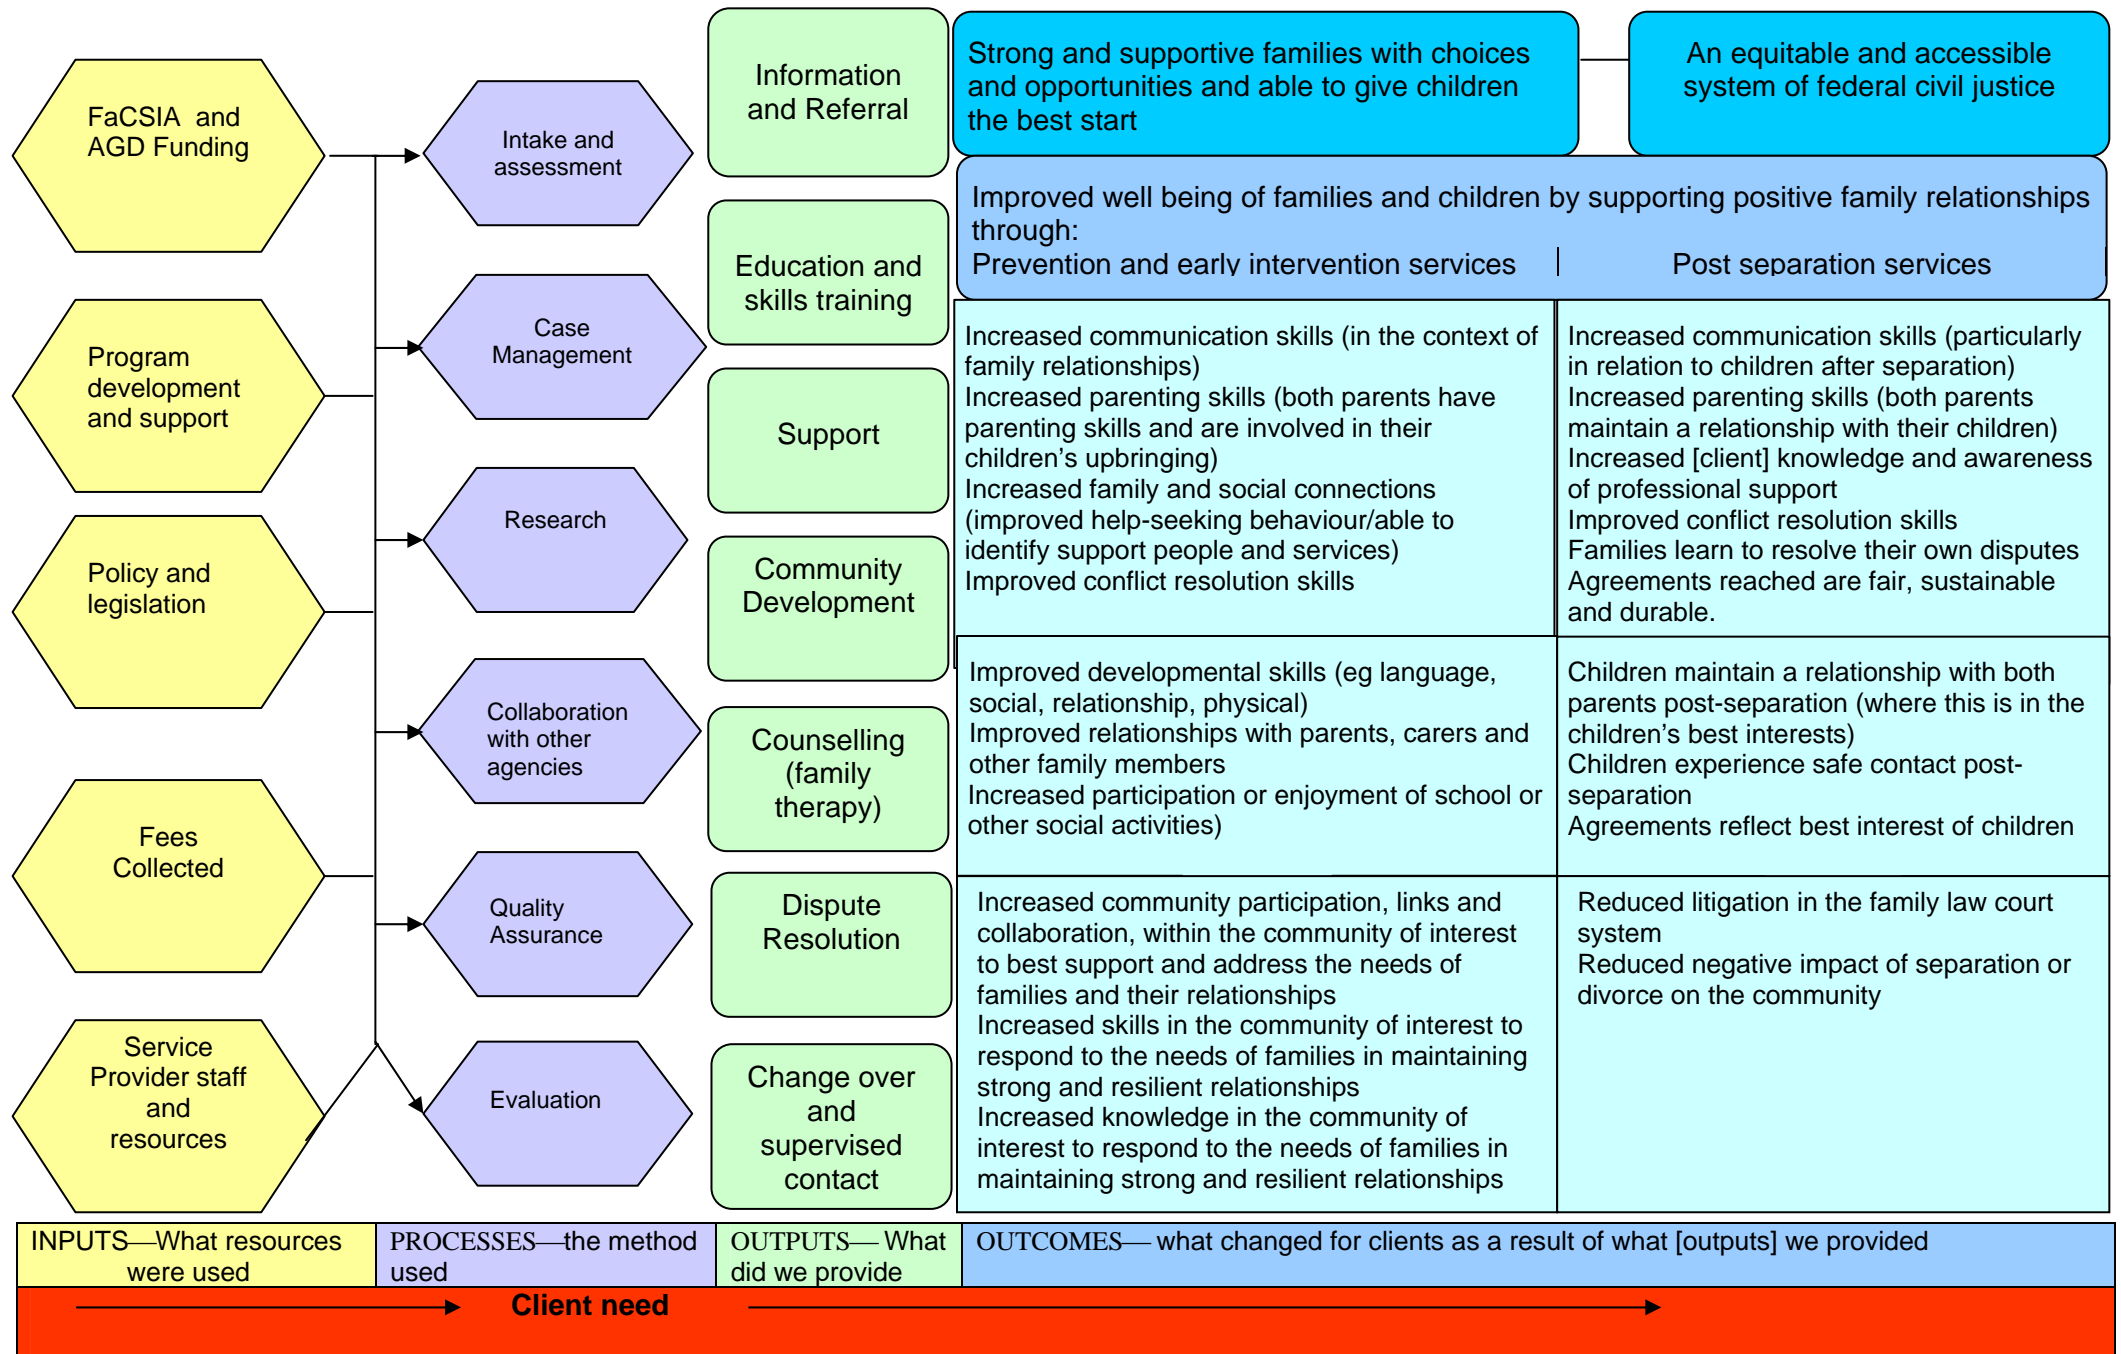 FaCSIA and
AGD Funding
Program
development
and support
Policy and
legislation
Fees
Collected
Service
Provider staff
and
resources
Intake and
assessment
Case
Management
Research
Collaboration
with other
agencies
Quality
Assurance
Evaluation
Information
and Referral
Education and
skills training
Support
Community
Development
Counselling
(family
therapy)
Dispute
Resolution
Change over
and
supervised
contact
Strong and supportive families with choices
and opportunities and able to give children
the best start
An equitable and accessible
system of federal civil justice
Improved well being of families and children by supporting positive family relationships
through:
Prevention and early intervention services
Post separation services
Increased communication skills (in the context of
family relationships)
Increased parenting skills (both parents have
parenting skills and are involved in their
children's upbringing)
Increased family and social connections
(improved help-seeking behaviour/able to
identify support people and services)
Improved conflict resolution skills
Increased communication skills (particularly
in relation to children after separation)
Increased parenting skills (both parents
maintain a relationship with their children)
Increased [client] knowledge and awareness
of professional support
Improved conflict resolution skills
Families learn to resolve their own disputes
Agreements reached are fair, sustainable
and durable.
Improved developmental skills (eg language,
social, relationship, physical)
Improved relationships with parents, carers and
other family members
Increased participation or enjoyment of school or
other social activities)
Children maintain a relationship with both
parents post-separation (where this is in the
children's best interests)
Children experience safe contact post-
separation
Agreements reflect best interest of children
Increased community participation, links and
collaboration, within the community of interest
to best support and address the needs of
families and their relationships
Increased skills in the community of interest to
respond to the needs of families in maintaining
strong and resilient relationships
Increased knowledge in the community of
interest to respond to the needs of families in
maintaining strong and resilient relationships
Reduced litigation in the family law court
system
Reduced negative impact of separation or
divorce on the community
INPUTS—What resources
were used
PROCESSES—the method
used
OUTPUTS— What
did we provide
OUTCOMES— what changed for clients as a result of what [outputs] we provided
Client need